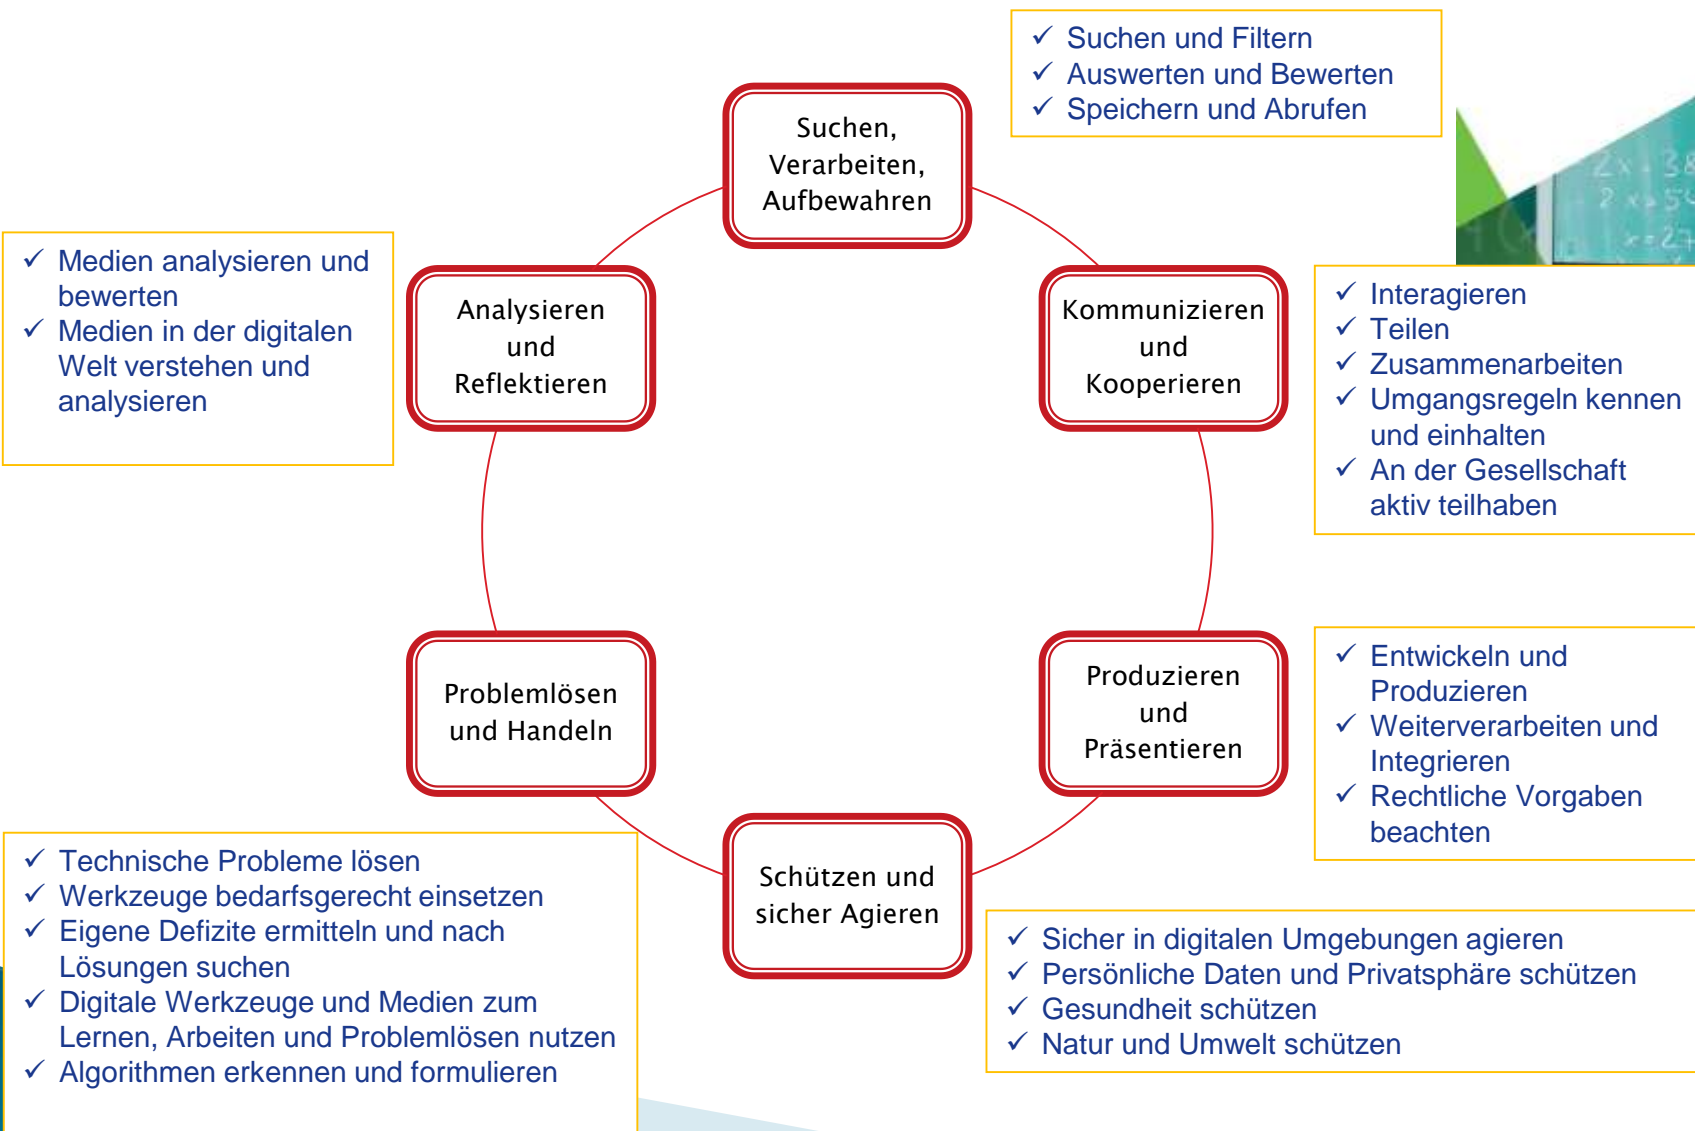 ✓ Suchen und Filtern
✓ Auswerten und Bewerten
✓ Speichern und Abrufen
Suchen,
Verarbeiten,
Aufbewahren
✓ Medien analysieren und
bewerten
✓ Medien in der digitalen
Welt verstehen und
analysieren
Analysieren
und
Reflektieren
Kommunizieren
und
Kooperieren
✓ Interagieren
✓ Teilen
✓ Zusammenarbeiten
✓ Umgangsregeln kennen
und einhalten
✓ An der Gesellschaft
aktiv teilhaben
Problemlösen
und Handeln
Produzieren
und
Präsentieren
✓ Entwickeln und
Produzieren
✓ Weiterverarbeiten und
Integrieren
✓ Rechtliche Vorgaben
beachten
✓ Technische Probleme lösen
✓ Werkzeuge bedarfsgerecht einsetzen
✓ Eigene Defizite ermitteln und nach
Lösungen suchen
✓ Digitale Werkzeuge und Medien zum
Lernen, Arbeiten und Problemlösen nutzen
✓ Algorithmen erkennen und formulieren
Schützen und
sicher Agieren
✓ Sicher in digitalen Umgebungen agieren
✓ Persönliche Daten und Privatsphäre schützen
✓ Gesundheit schützen
✓ Natur und Umwelt schützen